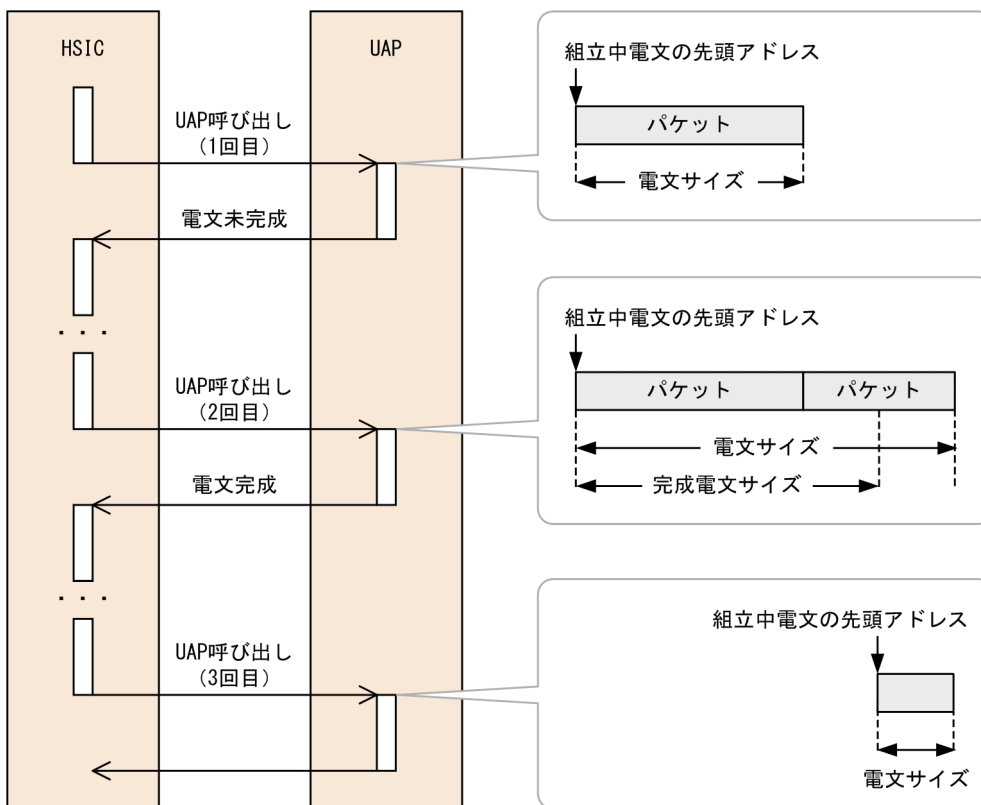 HSIC
UAP
組立中電文の先頭アドレス
パケット
電文サイズ
UAP呼び出し
(1回目)
電文未完成
・・・
組立中電文の先頭アドレス
パケット パケット
電文サイズ
完成電文サイズ
UAP呼び出し
(2回目)
電文完成
・・・
組立中電文の先頭アドレス
電文サイズ
UAP呼び出し
(3回目)